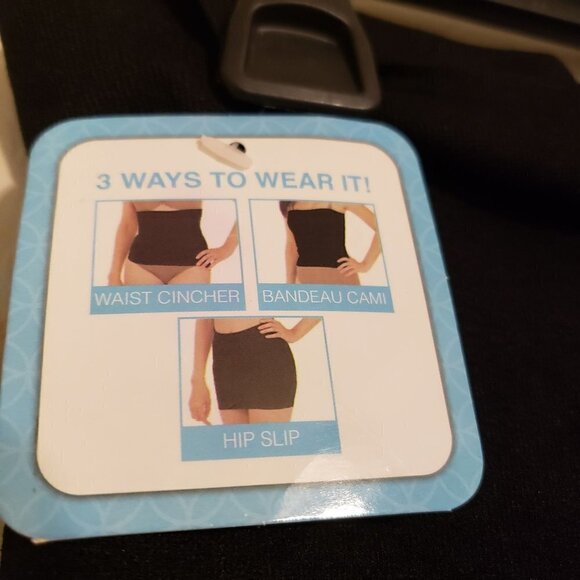 3 WAYS TO WEAR IT!
WAIST CINCHER
BANDEAU CAMI
HIP SLIP